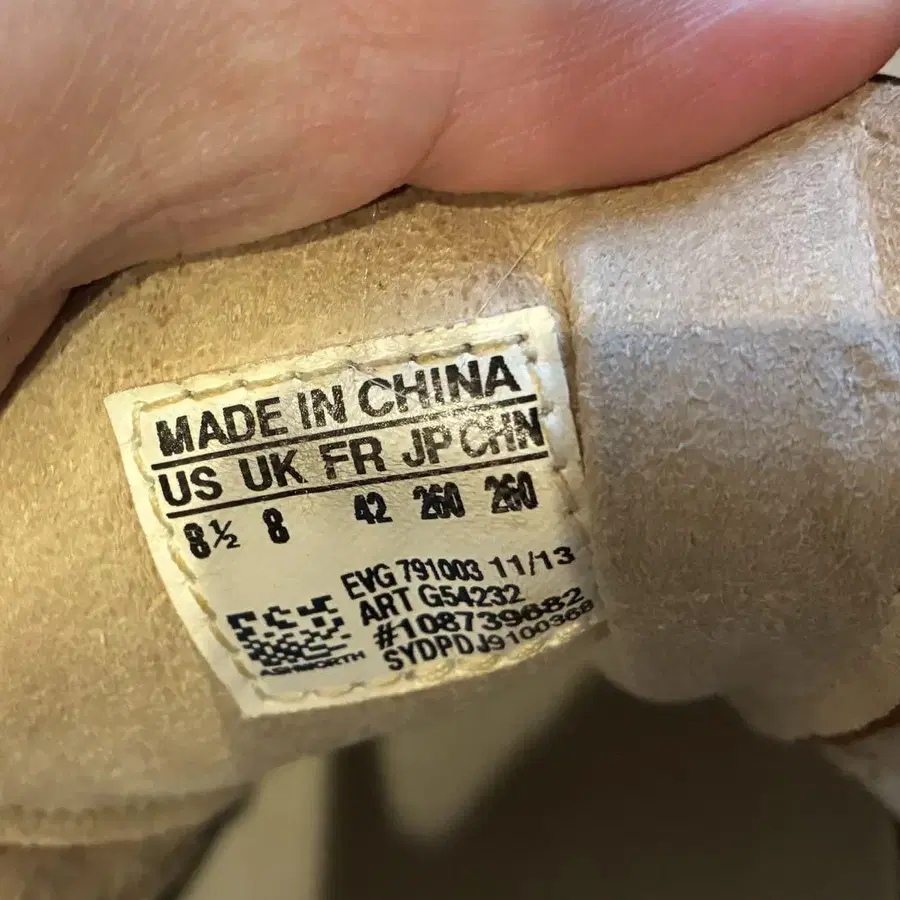 MADE IN CHINA
US UK FR JP CHN
8½ 8 42 260 260
EVG 791003 11/13
ART G54232
#108739682
SYDPDJ9100368
ASHWORTH